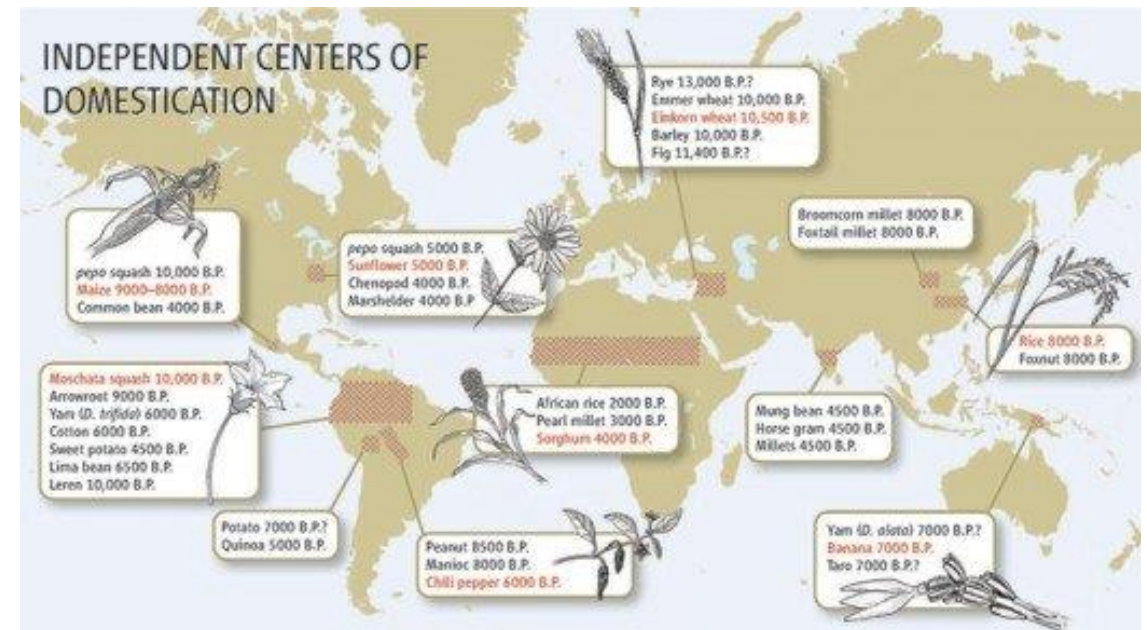 INDEPENDENT CENTERS OF
DOMESTICATION
Rye 13,000 B.P.?
Emmer wheat 10,000 B.P.
Einkorn wheat 10,500 B.P.
Barley 10,000 B.P.
Fig 11,400 B.P.?
Broomcorn millet 8000 B.P.
Foxtail millet 8000 B.P.
pepo squash 10,000 B.P.
Maize 9000–8000 B.P.
Common bean 4000 B.P.
pepo squash 5000 B.P.
Sunflower 5000 B.P.
Chenopod 4000 B.P.
Marshelder 4000 B.P
Rice 8000 B.P.
Foxnut 8000 B.P.
Moschata squash 10,000 B.P.
Arrowroot 9000 B.P.
Yam (D. trifida) 6000 B.P.
Cotton 6000 B.P.
Sweet potato 4500 B.P.
Lima bean 6500 B.P.
Leren 10,000 B.P.
African rice 2000 B.P.
Pearl millet 3000 B.P.
Sorghum 4000 B.P.
Mung bean 4500 B.P.
Horse gram 4500 B.P.
Millets 4500 B.P.
Potato 7000 B.P.?
Quinoa 5000 B.P.
Peanut 8500 B.P.
Manioc 8000 B.P.
Chili pepper 6000 B.P.
Yam (D. alata) 7000 B.P.?
Banana 7000 B.P.
Taro 7000 B.P.?